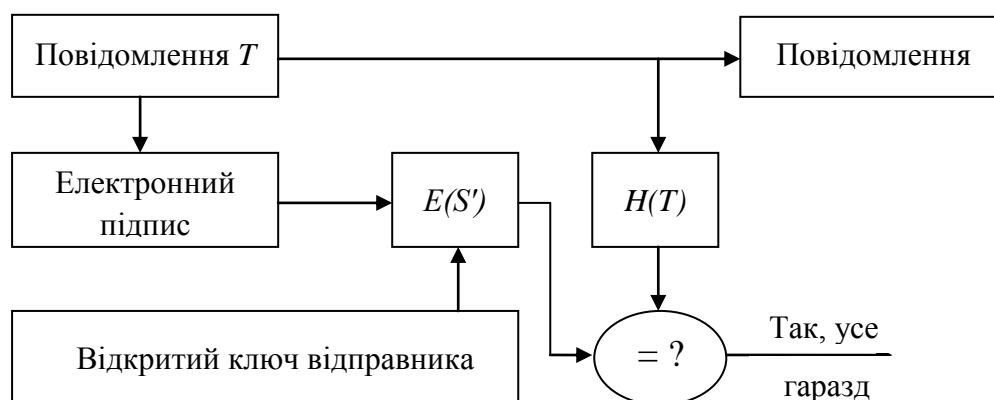 Повідомлення T
Повідомлення
Електронний
підпис
E(S')
H(T)
Відкритий ключ відправника
= ?
Так, усе
гаразд